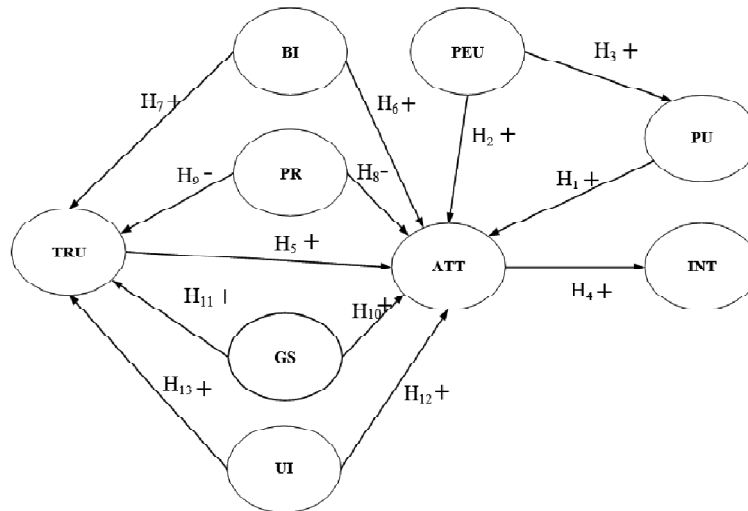 BI
PEU
H₃+
H₇+
H₆+
H₂+
PU
H₉-
PR
H₈-
H₁+
TRU
H₅+
ATT
INT
H₁₁+
H₁₀+
H₄+
GS
H₁₃+
H₁₂+
UI